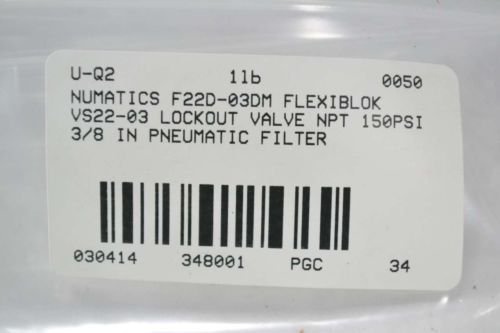 U-Q2 1lb 0050
NUMATICS F22D-03DM FLEXIBLOK
VS22-03 LOCKOUT VALVE NPT 150PSI
3/8 IN PNEUMATIC FILTER
030414 348001 PGC 34